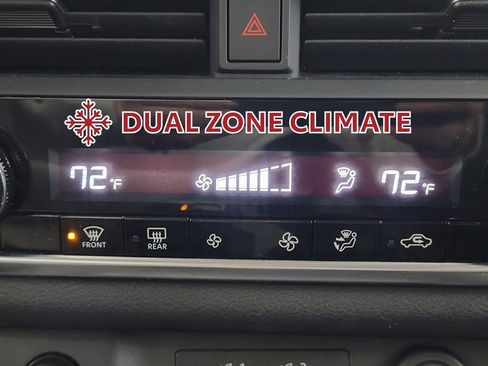 DUAL ZONE CLIMATE
72°F 72°F
FRONT REAR